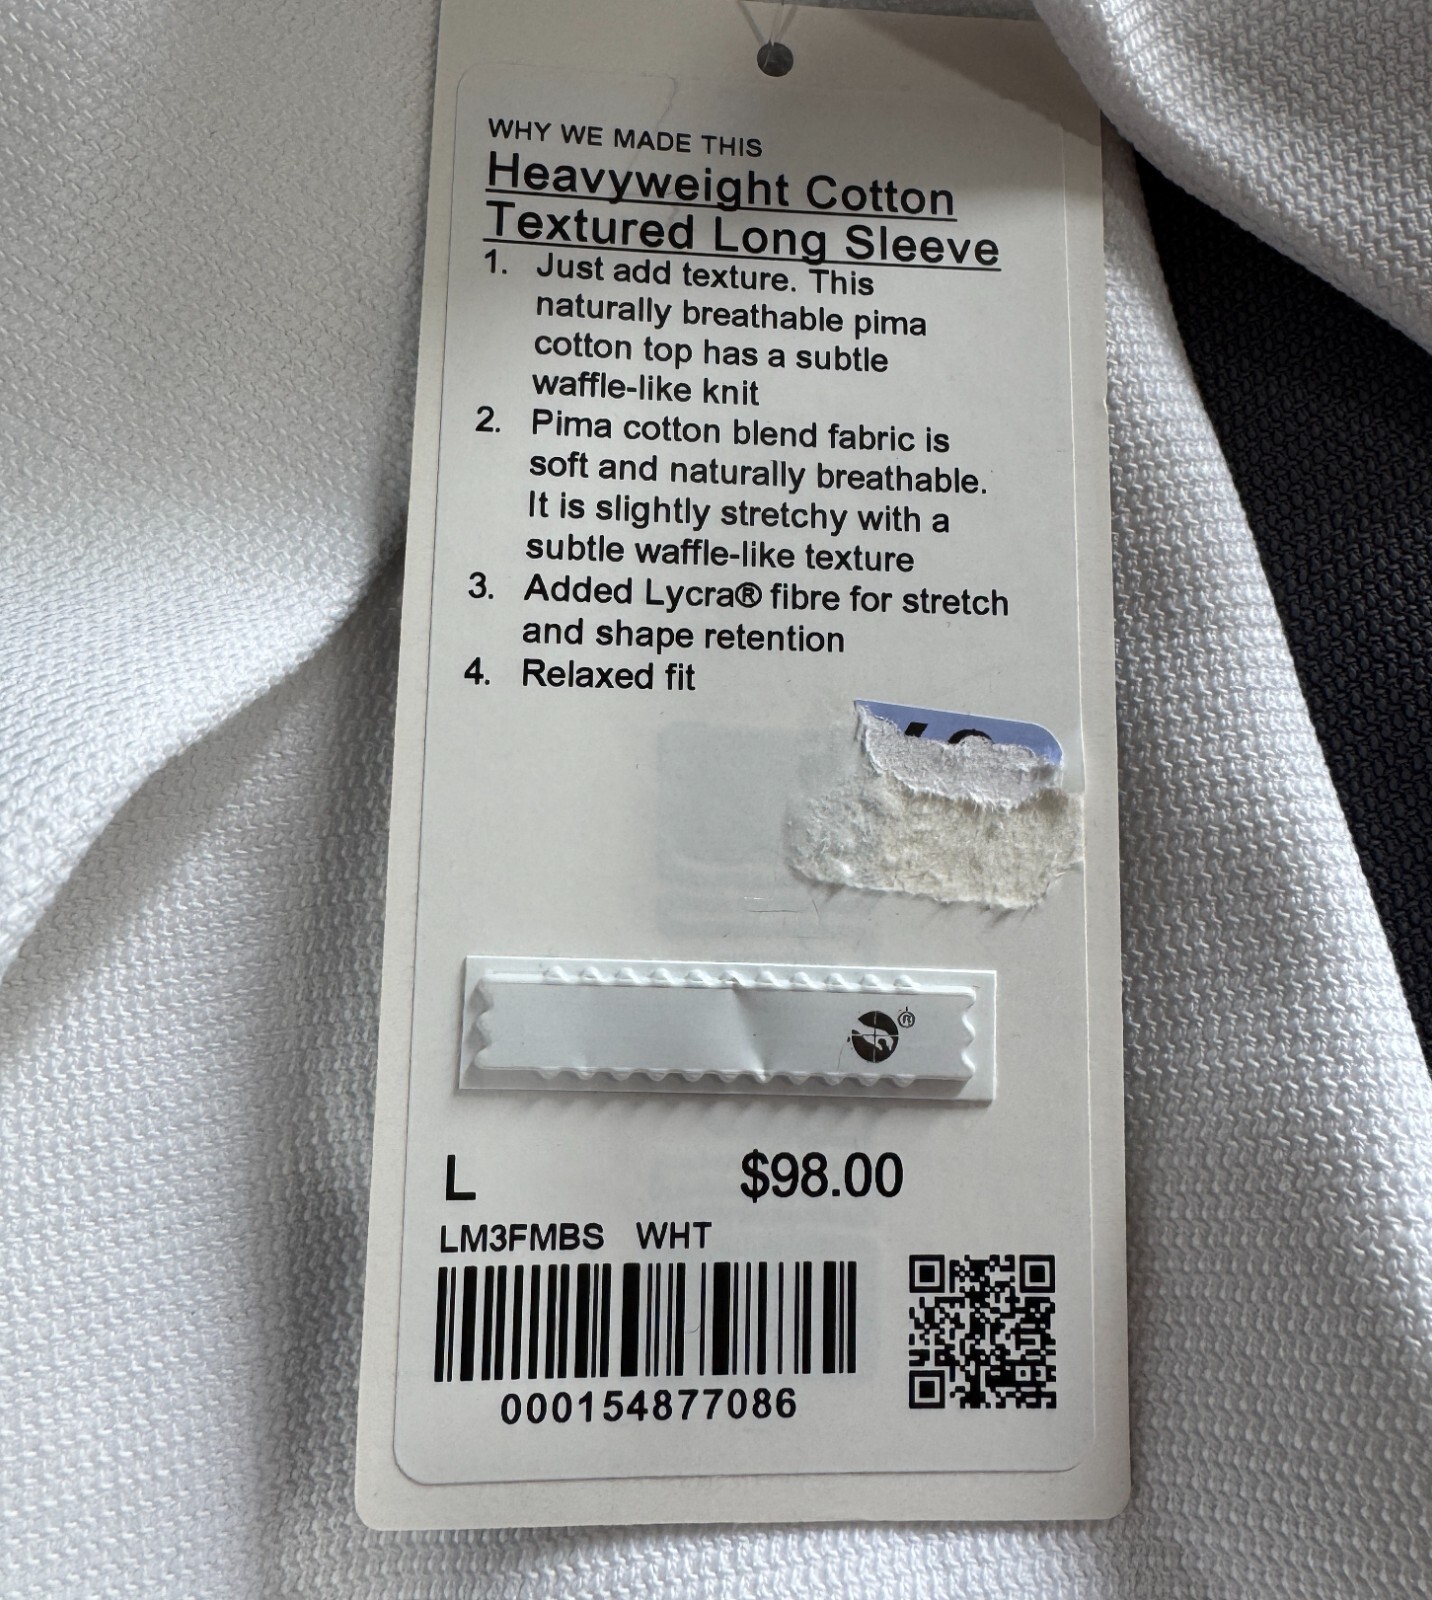 WHY WE MADE THIS
Heavyweight Cotton
Textured Long Sleeve
1. Just add texture. This
naturally breathable pima
cotton top has a subtle
waffle-like knit
2. Pima cotton blend fabric is
soft and naturally breathable.
It is slightly stretchy with a
subtle waffle-like texture
3. Added Lycra® fibre for stretch
and shape retention
4. Relaxed fit
®
L $98.00
LM3FMBS WHT
000154877086